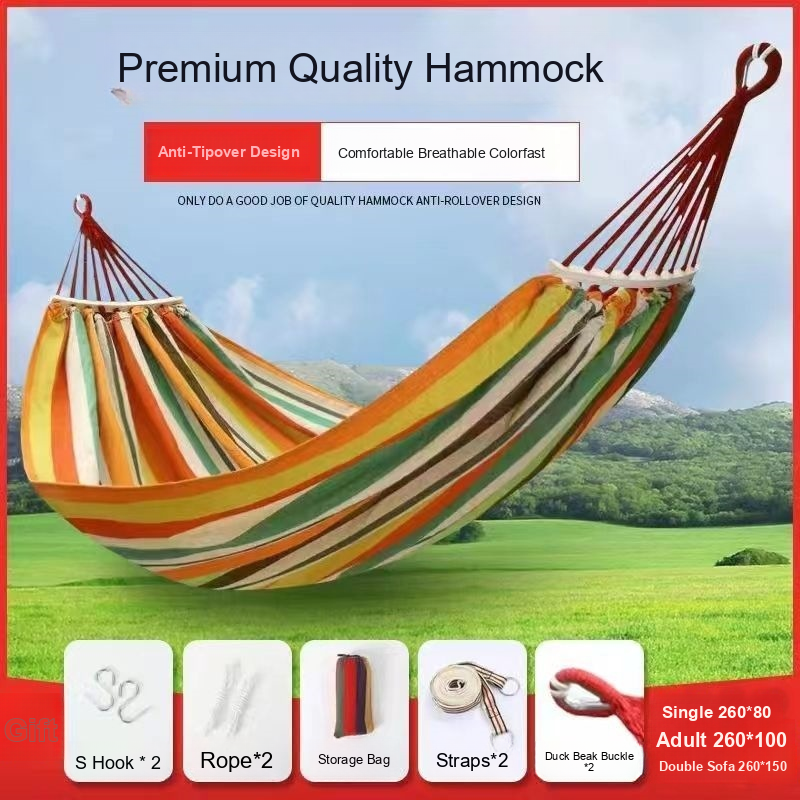 Premium Quality Hammock
Anti-Tipover Design
Comfortable Breathable Colorfast
ONLY DO A GOOD JOB OF QUALITY HAMMOCK ANTI-ROLLOVER DESIGN
Gift
S Hook * 2
Rope*2
Storage Bag
Straps*2
Duck Beak Buckle
*2
Single 260*80
Adult 260*100
Double Sofa 260*150